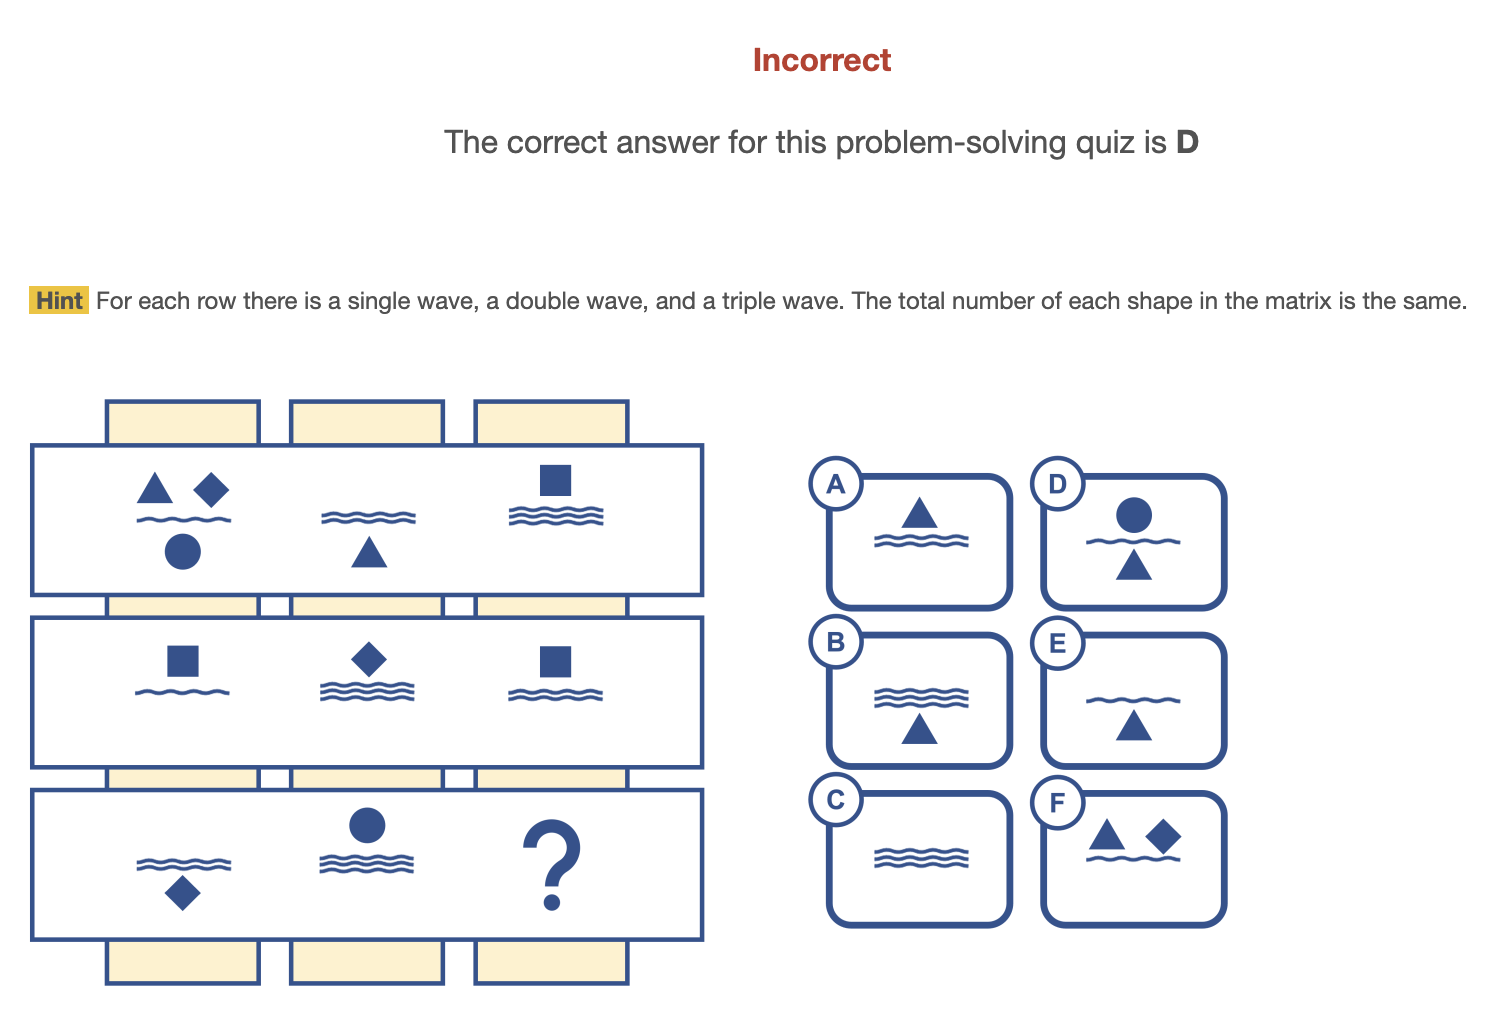 Incorrect
The correct answer for this problem-solving quiz is D
Hint For each row there is a single wave, a double wave, and a triple wave. The total number of each shape in the matrix is the same.
?
A
D
B
E
C
F